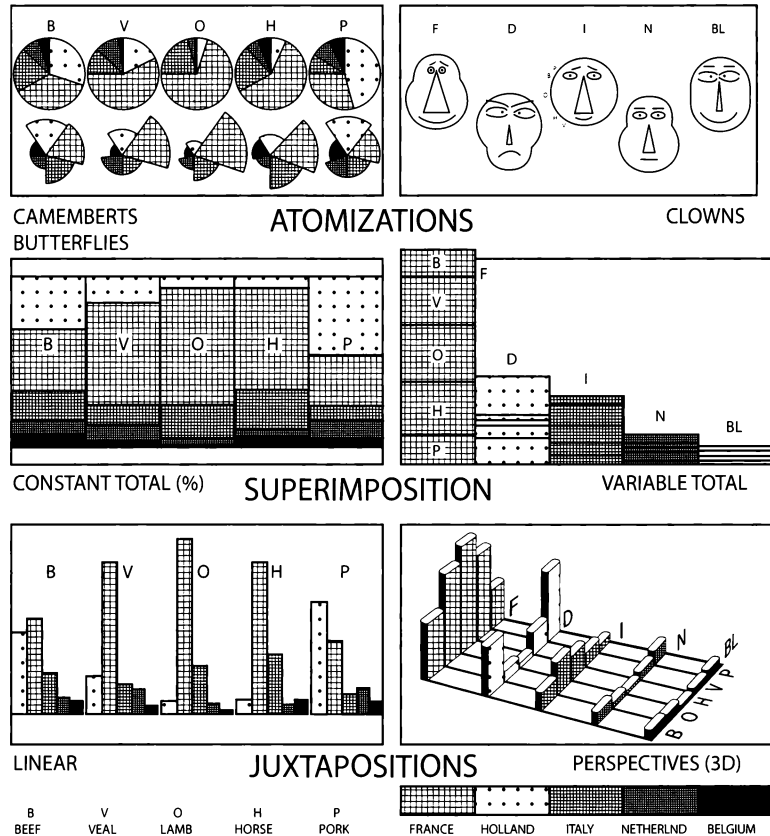 B V O H P
F D I N BL
P
B
O
H
V
CAMEMBERTS
BUTTERFLIES
ATOMIZATIONS
CLOWNS
B V O H P
B
F
V
O
D
H
I
P
N
BL
CONSTANT TOTAL (%)
SUPERIMPOSITION
VARIABLE TOTAL
B V O H P
F D I N BL
B O H V P
LINEAR
JUXTAPOSITIONS
PERSPECTIVES (3D)
B V O H P
BEEF VEAL LAMB HORSE PORK
FRANCE HOLLAND ITALY NETHERLND BELGIUM